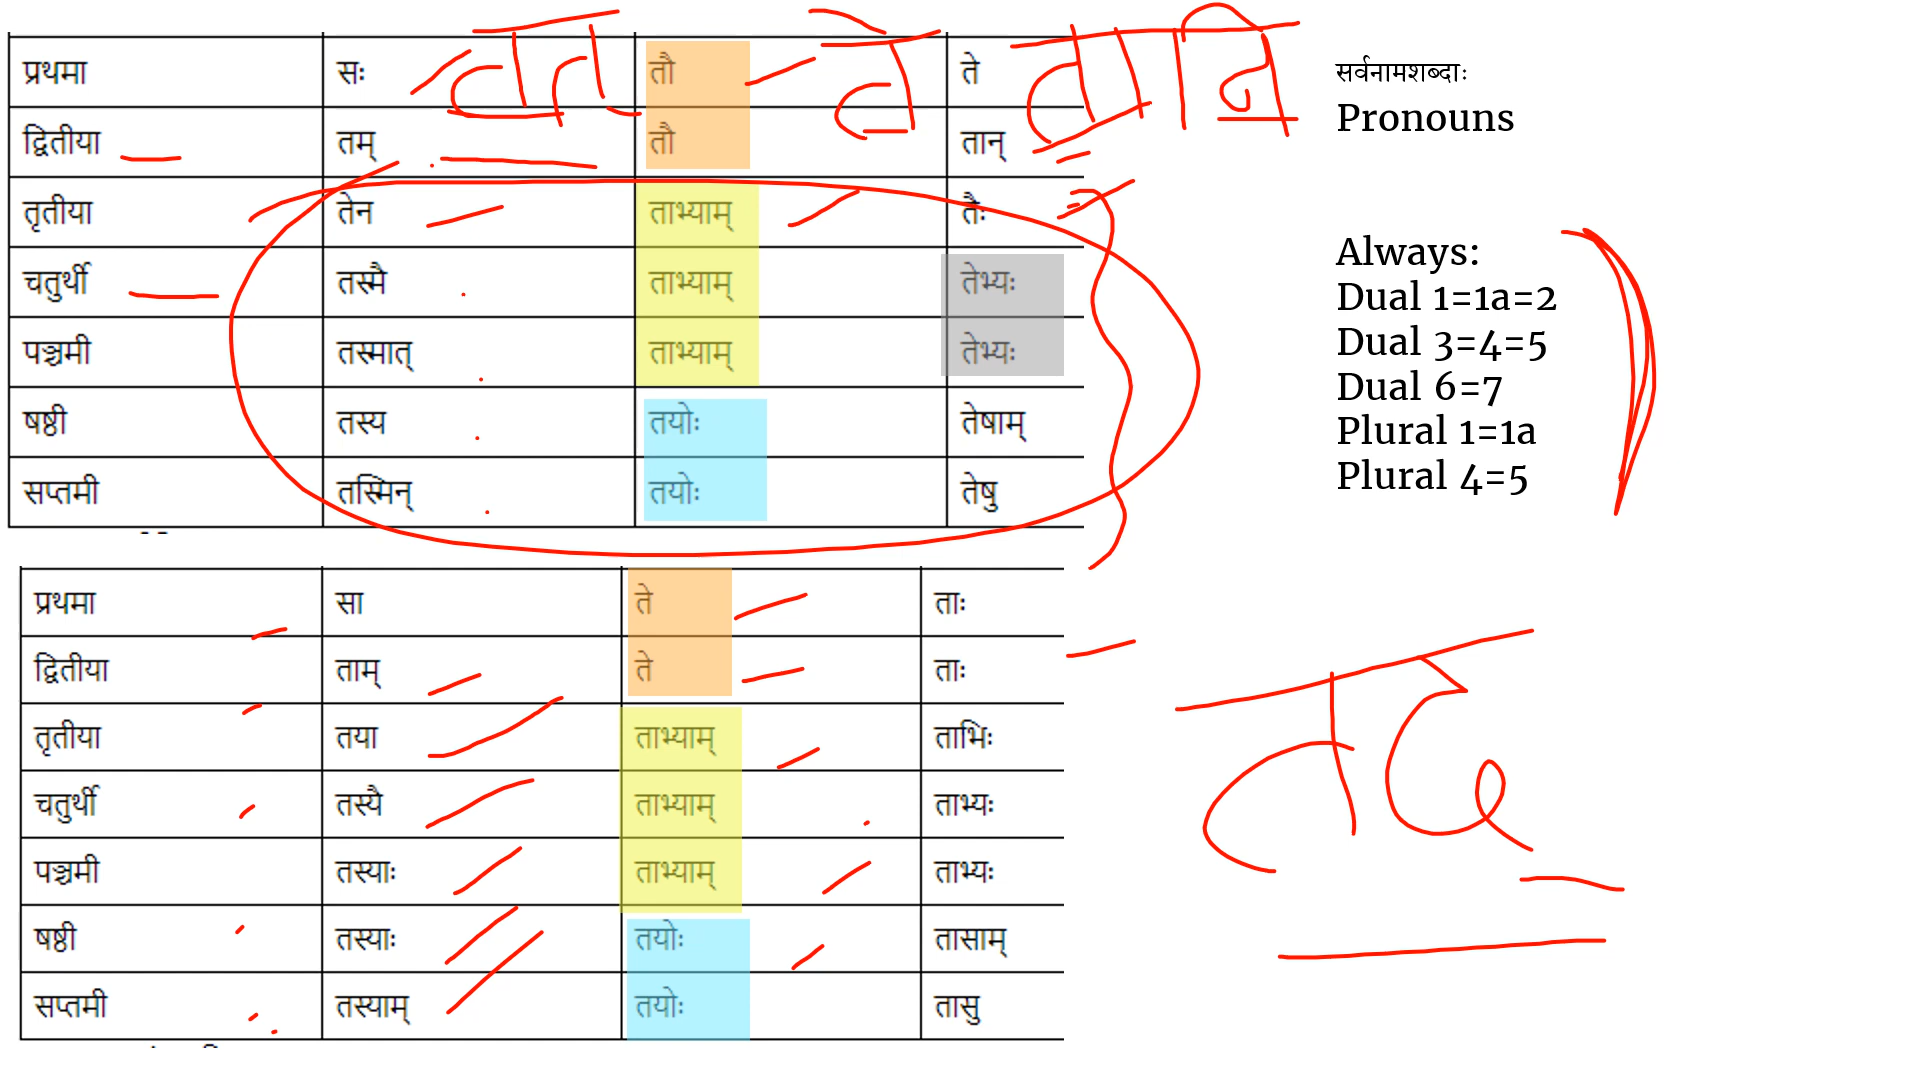 प्रथमा सः तौ ते
द्वितीया तम् तौ तान्
तृतीया तेन ताभ्याम् तैः
चतुर्थी तस्मै ताभ्याम् तेभ्यः
पञ्चमी तस्मात् ताभ्याम् तेभ्यः
षष्ठी तस्य तयोः तेषाम्
सप्तमी तस्मिन् तयोः तेषु
तत् ते तानि
प्रथमा सा ते ताः
द्वितीया ताम् ते ताः
तृतीया तया ताभ्याम् ताभिः
चतुर्थी तस्यै ताभ्याम् ताभ्यः
पञ्चमी तस्याः ताभ्याम् ताभ्यः
षष्ठी तस्याः तयोः तासाम्
सप्तमी तस्याम् तयोः तासु
सर्वनामशब्दाः
Pronouns
Always:
Dual 1=1a=2
Dual 3=4=5
Dual 6=7
Plural 1=1a
Plural 4=5
तद्